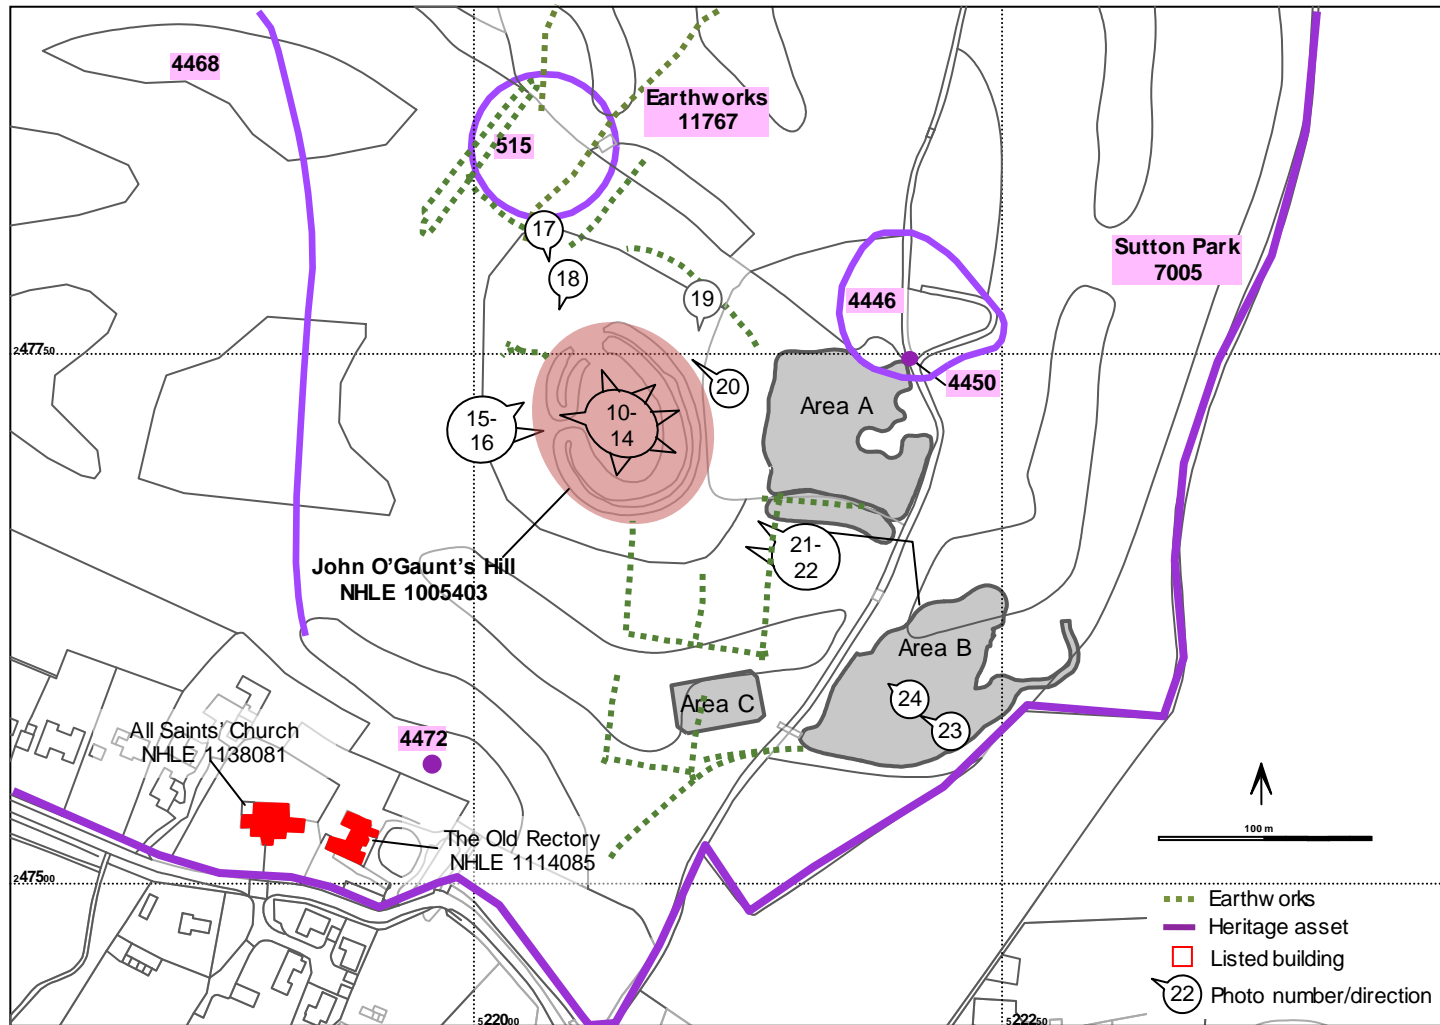 4468
Earthworks
11767
515
17
18
19
Sutton Park
7005
4446
247750
20
4450
Area A
15-
16
10-
14
21-
22
John O'Gaunt's Hill
NHLE 1005403
Area B
24
23
Area C
All Saints' Church
NHLE 1138081
4472
The Old Rectory
NHLE 1114085
100 m
247500
Earthworks
Heritage asset
Listed building
22 Photo number/direction
522000
522250